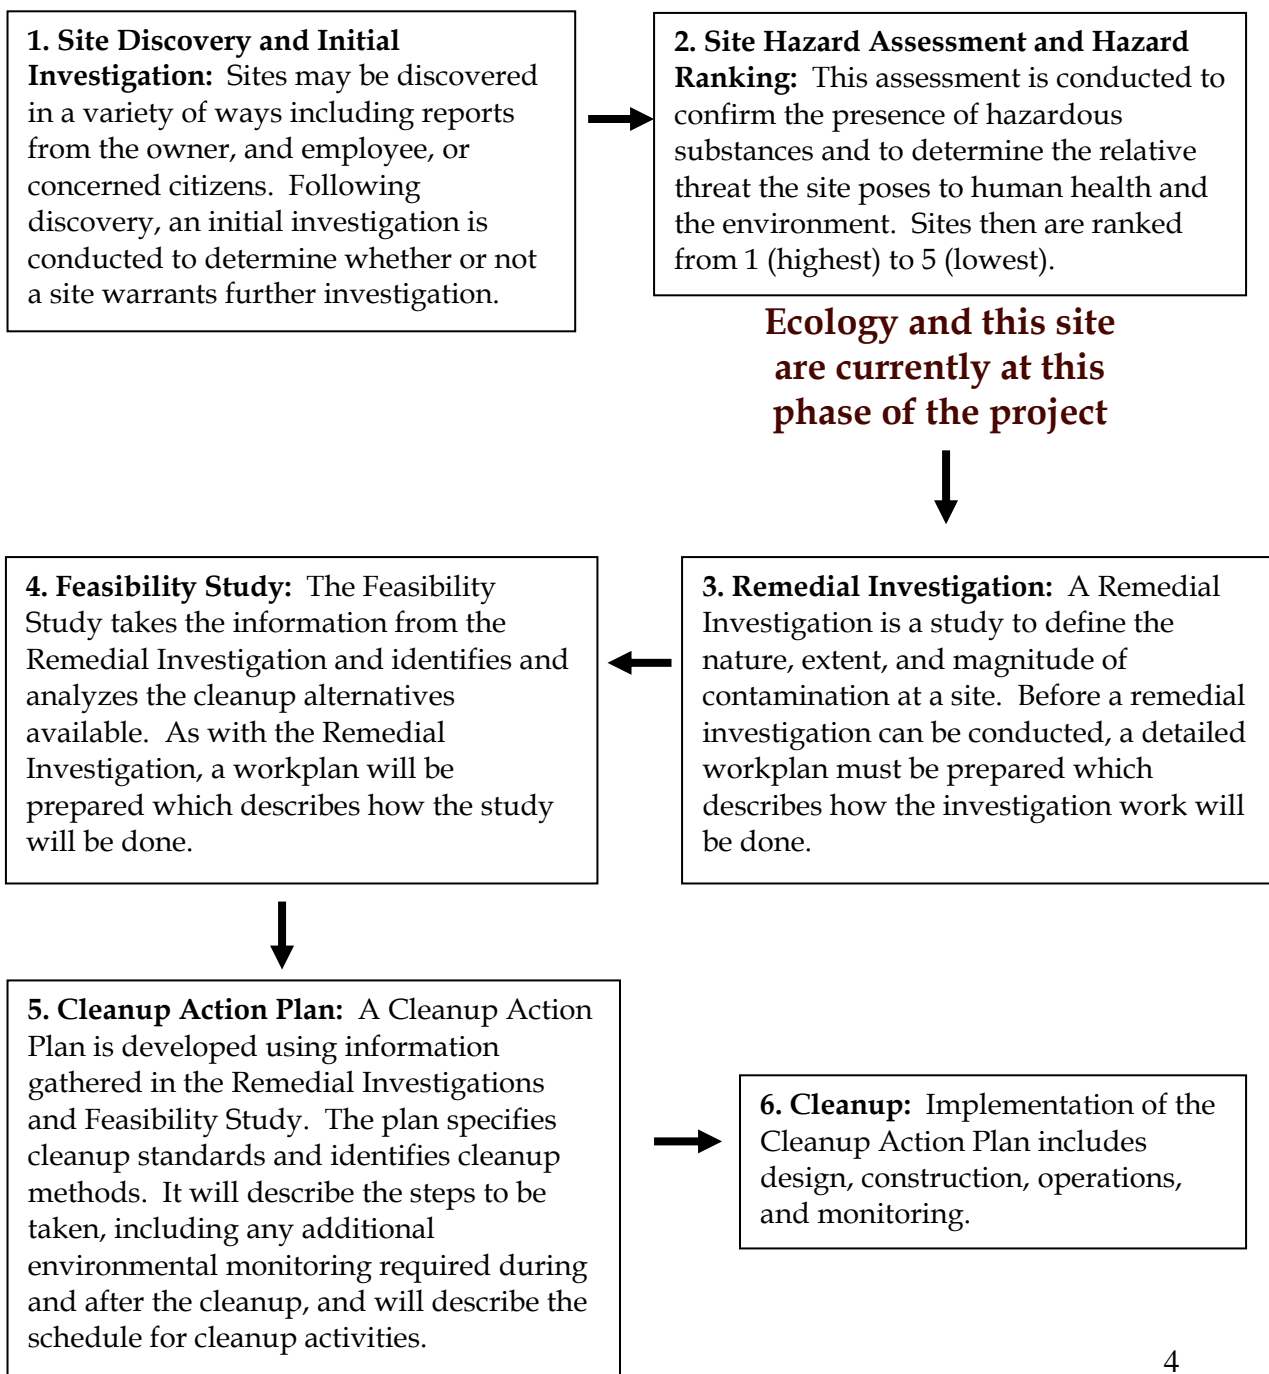 1. Site Discovery and Initial
Investigation:  Sites may be discovered
in a variety of ways including reports
from the owner, and employee, or
concerned citizens.  Following
discovery, an initial investigation is
conducted to determine whether or not
a site warrants further investigation.
2. Site Hazard Assessment and Hazard
Ranking:  This assessment is conducted to
confirm the presence of hazardous
substances and to determine the relative
threat the site poses to human health and
the environment.  Sites then are ranked
from 1 (highest) to 5 (lowest).
Ecology and this site
are currently at this
phase of the project
3. Remedial Investigation:  A Remedial
Investigation is a study to define the
nature, extent, and magnitude of
contamination at a site.  Before a remedial
investigation can be conducted, a detailed
workplan must be prepared which
describes how the investigation work will
be done.
4. Feasibility Study:  The Feasibility
Study takes the information from the
Remedial Investigation and identifies and
analyzes the cleanup alternatives
available.  As with the Remedial
Investigation, a workplan will be
prepared which describes how the study
will be done.
5. Cleanup Action Plan:  A Cleanup Action
Plan is developed using information
gathered in the Remedial Investigations
and Feasibility Study.  The plan specifies
cleanup standards and identifies cleanup
methods.  It will describe the steps to be
taken, including any additional
environmental monitoring required during
and after the cleanup, and will describe the
schedule for cleanup activities.
6. Cleanup:  Implementation of the
Cleanup Action Plan includes
design, construction, operations,
and monitoring.
4